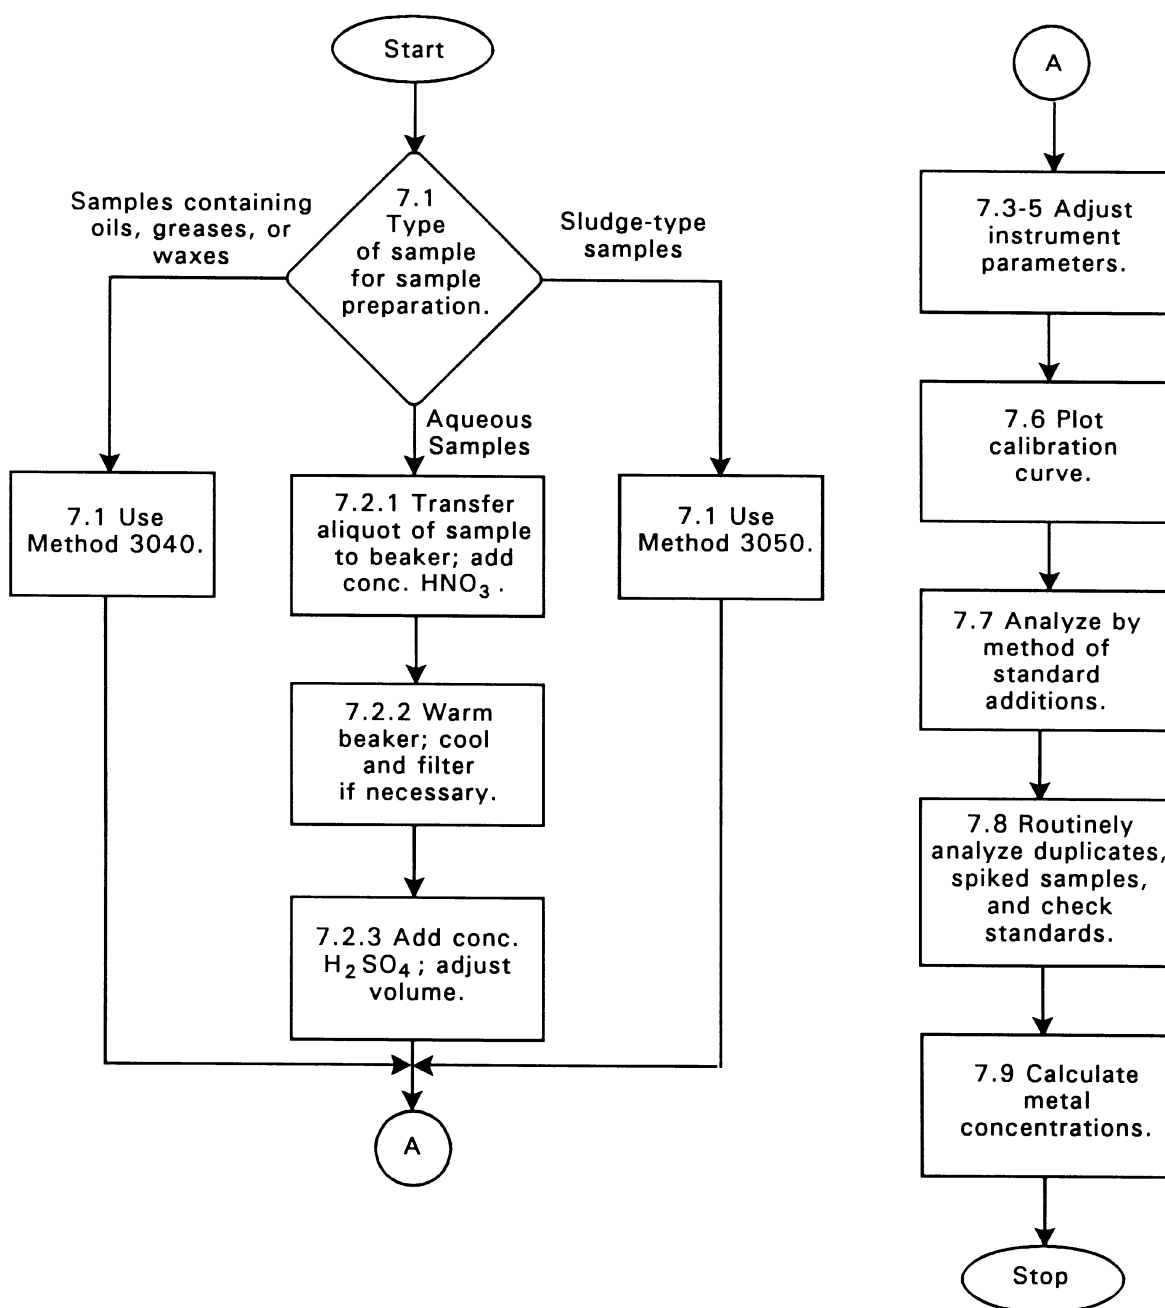 Start
7.1
Type
of sample
for sample
preparation.
Samples containing
oils, greases, or
waxes
Sludge-type
samples
Aqueous
Samples
7.1 Use
Method 3040.
7.2.1 Transfer
aliquot of sample
to beaker; add
conc. HNO₃ .
7.1 Use
Method 3050.
7.2.2 Warm
beaker; cool
and filter
if necessary.
7.2.3 Add conc.
H₂SO₄ ; adjust
volume.
A
A
7.3-5 Adjust
instrument
parameters.
7.6 Plot
calibration
curve.
7.7 Analyze by
method of
standard
additions.
7.8 Routinely
analyze duplicates,
spiked samples,
and check
standards.
7.9 Calculate
metal
concentrations.
Stop